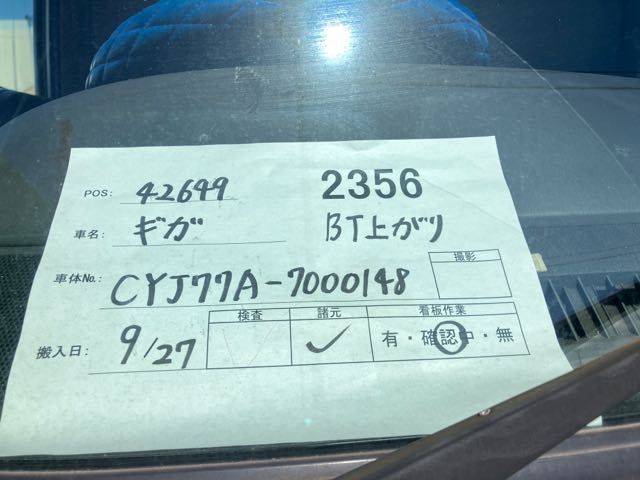 POS: 42649 2356
車名: ギガ BT上がり
車体No.: CYJ77A-7000148 撮影
検査 諸元 看板作業
搬入日: 9/27 ✓ 有・確認中・無